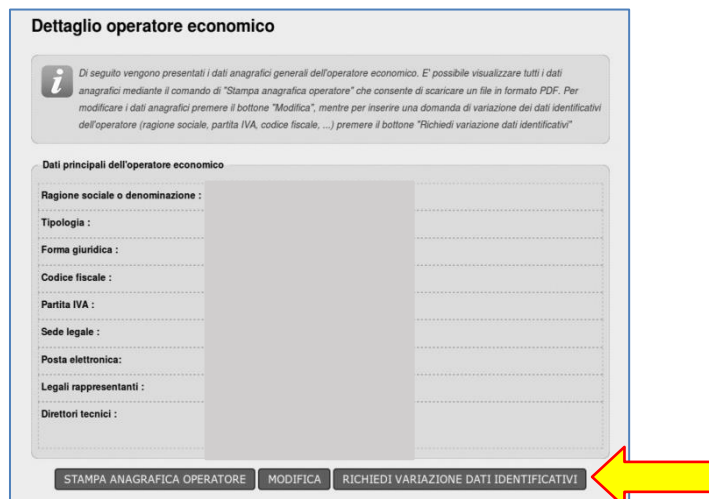 Dettaglio operatore economico
Di seguito vengono presentati i dati anagrafici generali dell'operatore economico. E' possibile visualizzare tutti i dati
anagrafici mediante il comando di "Stampa anagrafica operatore" che consente di scaricare un file in formato PDF. Per
modificare i dati anagrafici premere il bottone "Modifica", mentre per inserire una domanda di variazione dei dati identificativi
dell'operatore (ragione sociale, partita IVA, codice fiscale, ...) premere il bottone "Richiedi variazione dati identificativi"
Dati principali dell'operatore economico
Ragione sociale o denominazione :
Tipologia :
Forma giuridica :
Codice fiscale :
Partita IVA :
Sede legale :
Posta elettronica:
Legali rappresentanti :
Direttori tecnici :
STAMPA ANAGRAFICA OPERATORE MODIFICA RICHIEDI VARIAZIONE DATI IDENTIFICATIVI